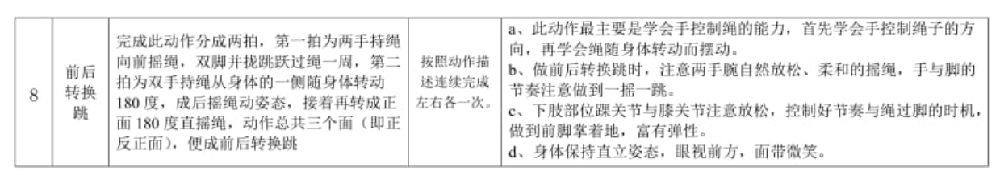 8
前后
转换
跳
完成此动作分成两拍，第一拍为两手持绳
向前摇绳，双脚并拢跳跃过绳一周，第二
拍为双手持绳从身体的一侧随身体转动
180 度，成后摇绳动姿态，接着再转成正
面 180 度直摇绳，动作总共三个面（即正
反正面），便成前后转换跳
按照动作描
述连续完成
左右各一次。
a、此动作最主要是学会手控制绳的能力，首先学会手控制绳子的方
向，再学会绳随身体转动而摆动。
b、做前后转换跳时，注意两手腕自然放松、柔和的摇绳，手与脚的
节奏注意做到一摇一跳。
c、下肢部位踝关节与膝关节注意放松，控制好节奏与绳过脚的时机，
做到前脚掌着地，富有弹性。
d、身体保持直立姿态，眼视前方，面带微笑。